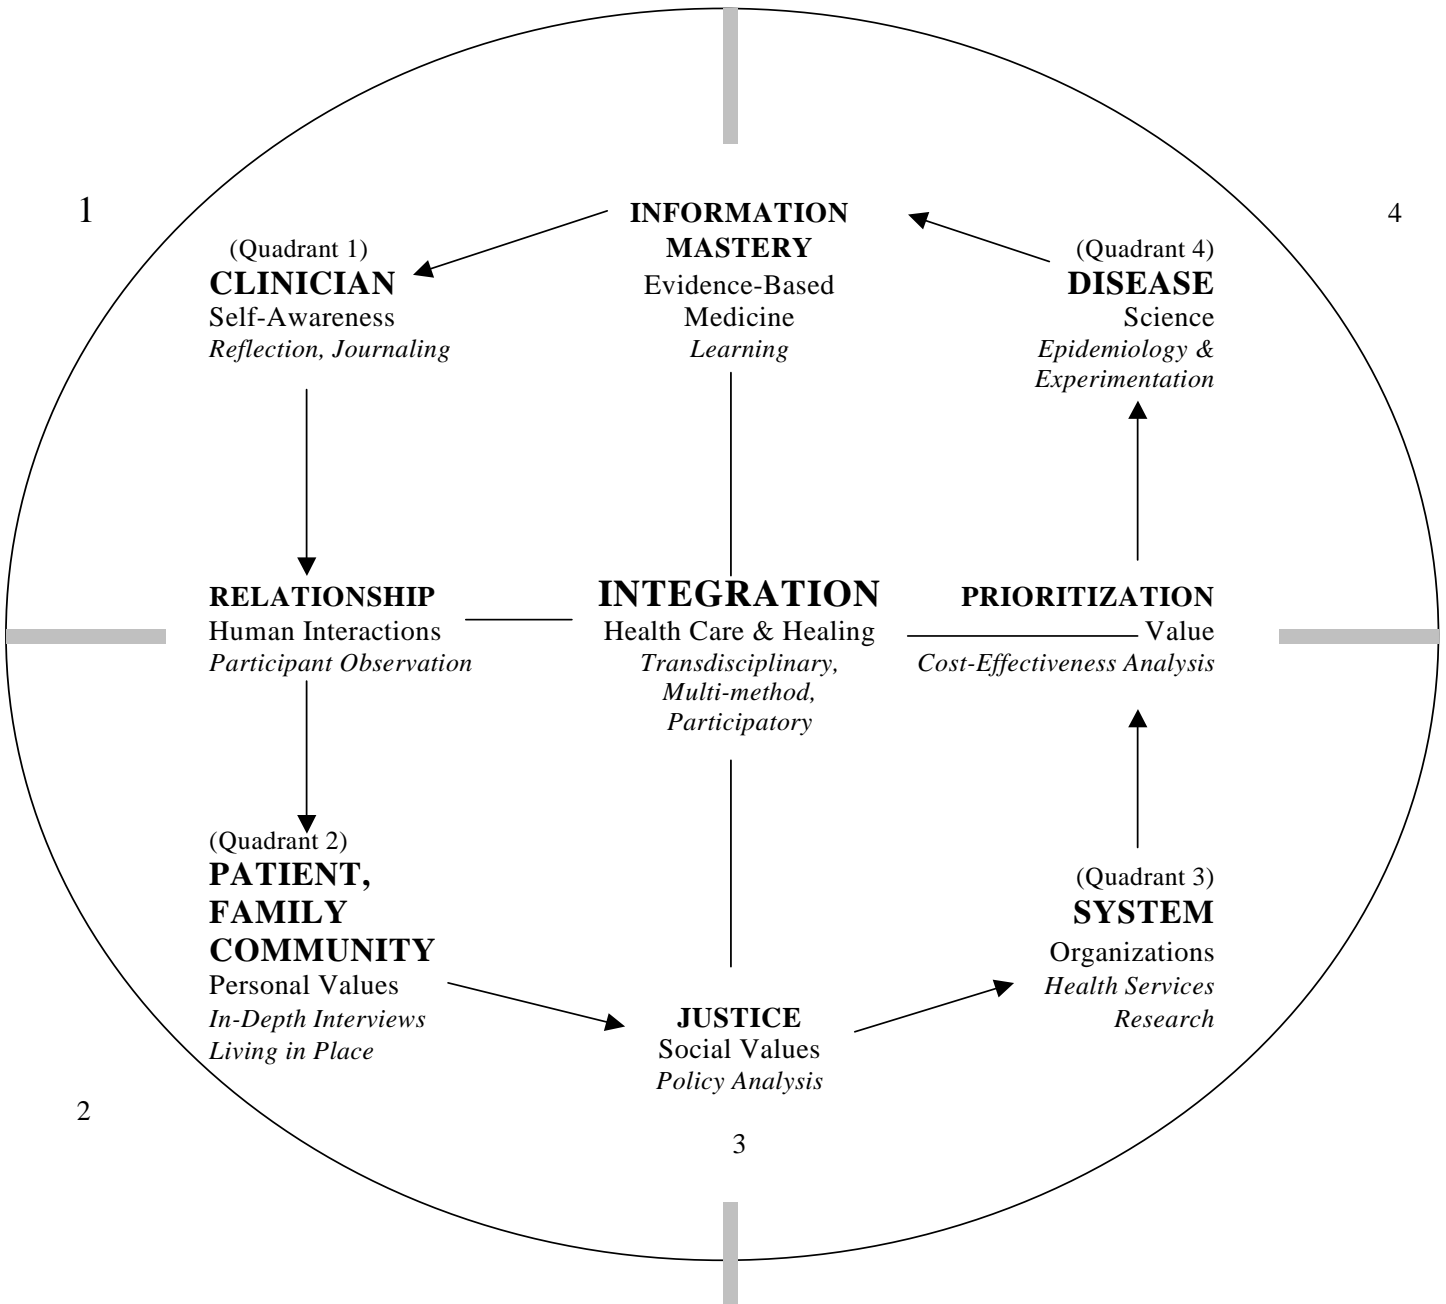 1
4
(Quadrant 1)
CLINICIAN
Self-Awareness
Reflection, Journaling
INFORMATION
MASTERY
Evidence-Based
Medicine
Learning
(Quadrant 4)
DISEASE
Science
Epidemiology &
Experimentation
RELATIONSHIP
Human Interactions
Participant Observation
INTEGRATION
Health Care & Healing
Transdisciplinary,
Multi-method,
Participatory
PRIORITIZATION
Value
Cost-Effectiveness Analysis
(Quadrant 2)
PATIENT,
FAMILY
COMMUNITY
Personal Values
In-Depth Interviews
Living in Place
JUSTICE
Social Values
Policy Analysis
(Quadrant 3)
SYSTEM
Organizations
Health Services
Research
2
3